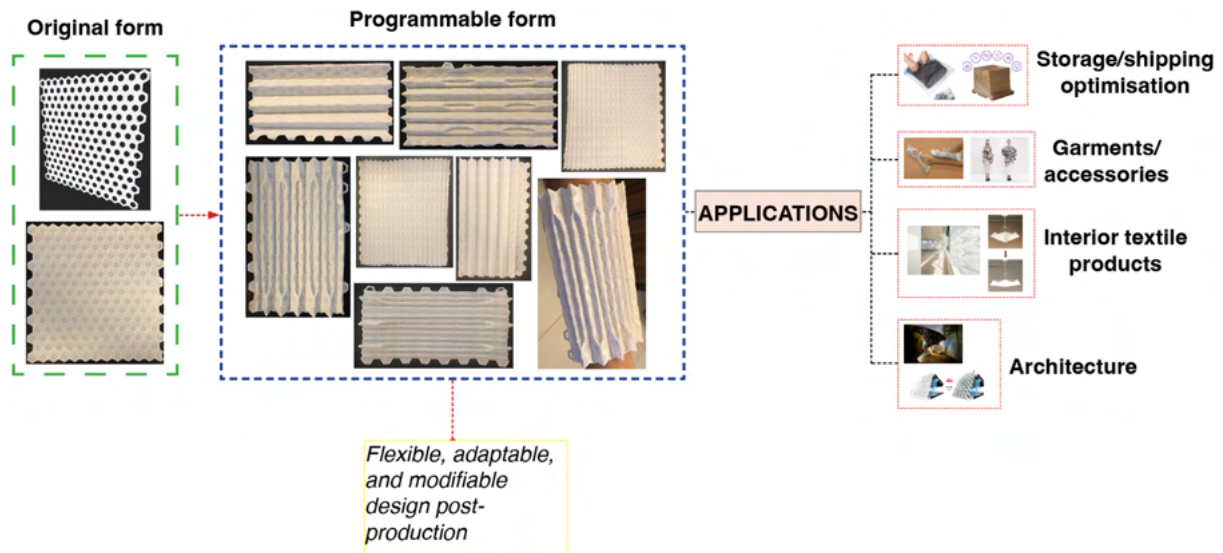 Original form
Programmable form
Flexible, adaptable,
and modifiable
design post-
production
APPLICATIONS
Storage/shipping
optimisation
Garments/
accessories
Interior textile
products
Architecture